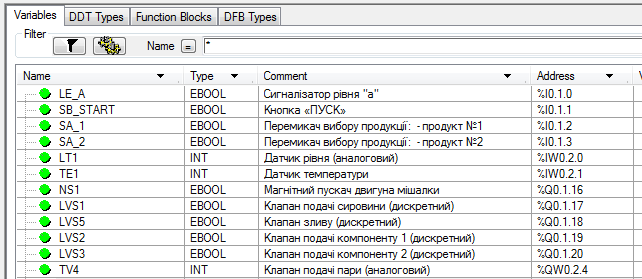 Variables DDT Types Function Blocks DFB Types
Filter
Name = *
Name Type Comment Address
LE_A EBOOL Сигналізатор рівня "a" %I0.1.0
SB_START EBOOL Кнопка «ПУСК» %I0.1.1
SA_1 EBOOL Перемикач вибору продукції: - продукт №1 %I0.1.2
SA_2 EBOOL Перемикач вибору продукції: - продукт №2 %I0.1.3
LT1 INT Датчик рівня (аналоговий) %IW0.2.0
TE1 INT Датчик температури %IW0.2.1
NS1 EBOOL Магнітний пускач двигуна мішалки %Q0.1.16
LVS1 EBOOL Клапан подачі сировини (дискретний) %Q0.1.17
LVS5 EBOOL Клапан зливу (дискретний) %Q0.1.18
LVS2 EBOOL Клапан подачі компоненту 1 (дискретний) %Q0.1.19
LVS3 EBOOL Клапан подачі компоненту 2 (дискретний) %Q0.1.20
TV4 INT Клапан подачі пари (аналоговий) %QW0.2.4